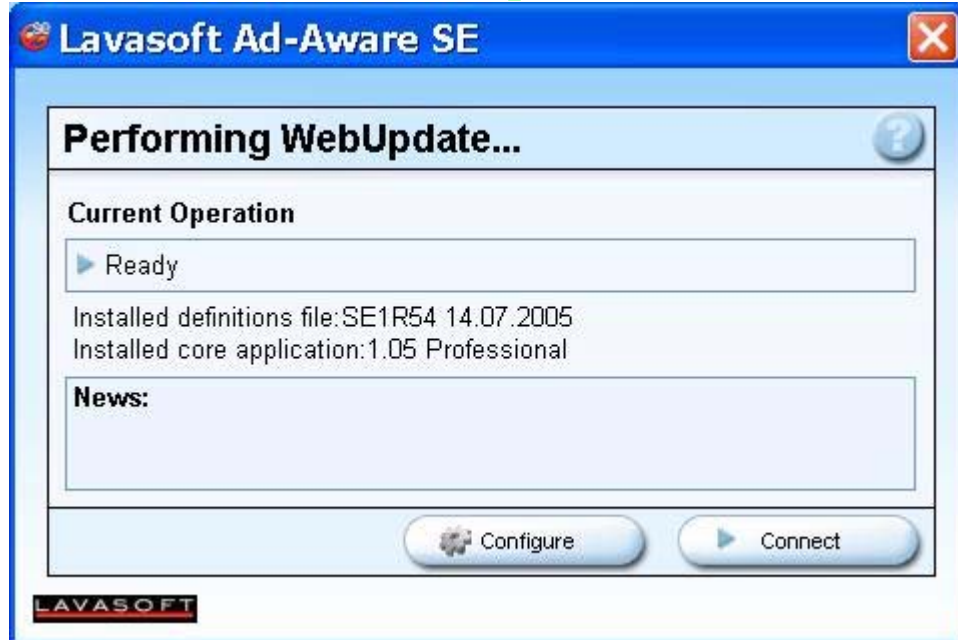 Lavasoft Ad-Aware SE
Performing WebUpdate...
?
Current Operation
Ready
Installed definitions file:SE1R54 14.07.2005
Installed core application:1.05 Professional
News:
Configure
Connect
LAVASOFT